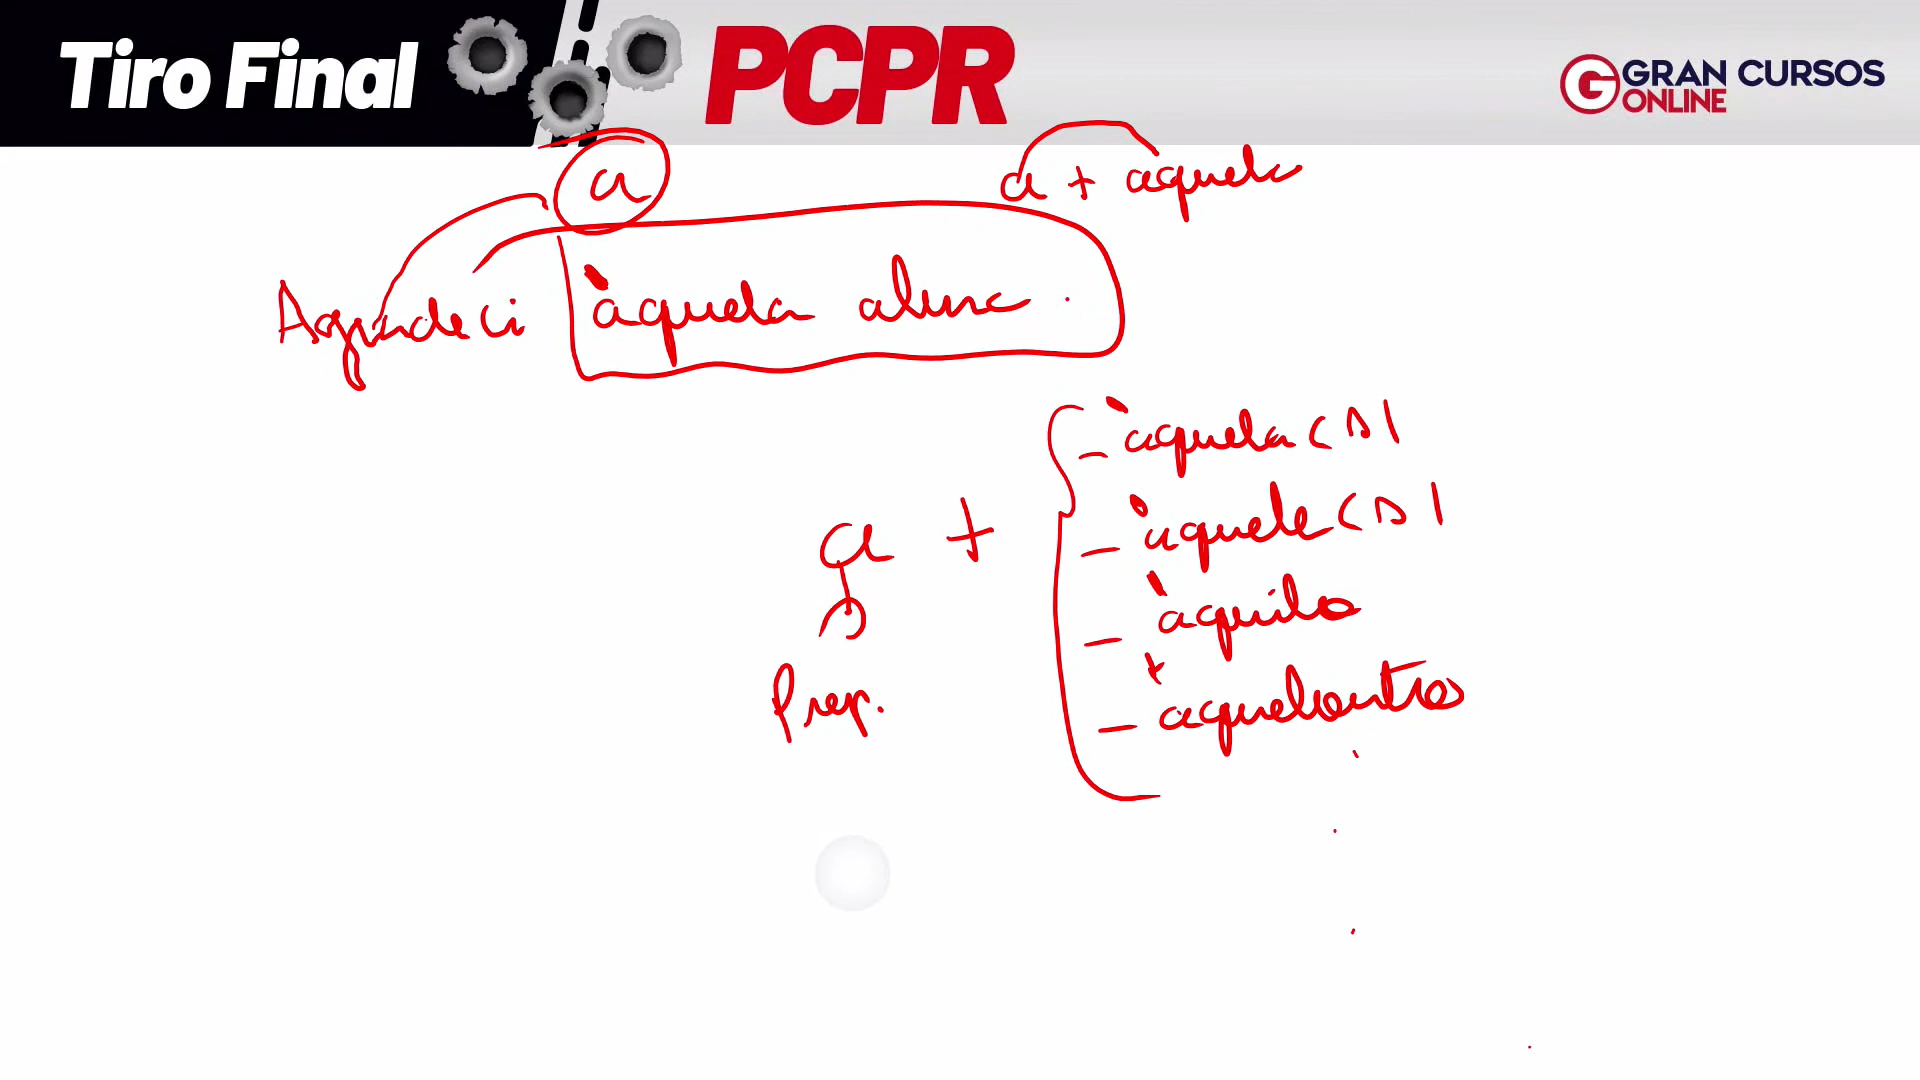 Tiro Final PCPR GRAN CURSOS ONLINE
a a + aquela
Agradeci àquela aluna.
- àquela(s)
a + - àquele(s)
- àquilo
Prep. - aqueloutro